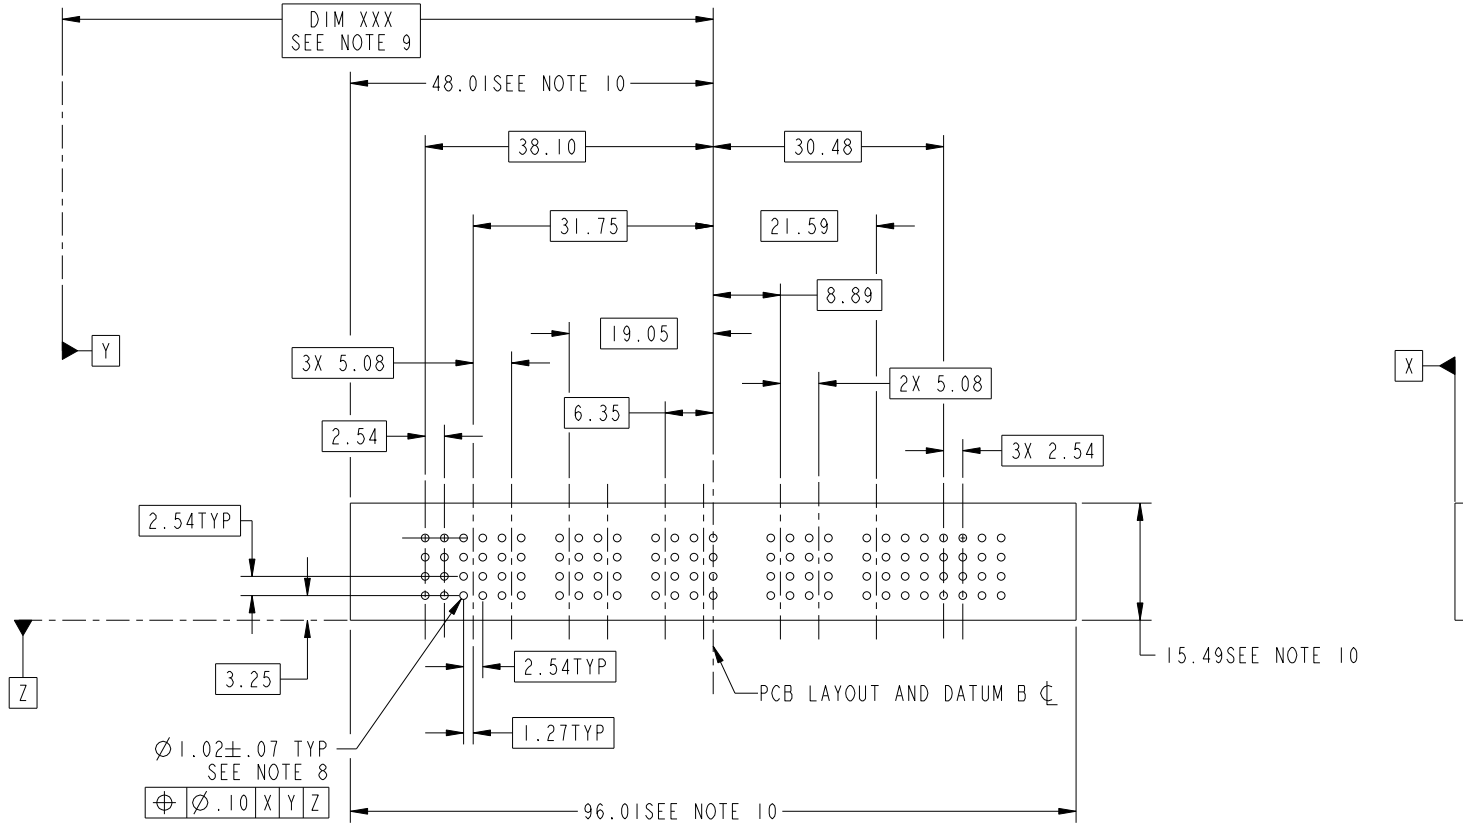 DIM XXX
SEE NOTE 9
48.01SEE NOTE 10
38.10
30.48
31.75
21.59
8.89
19.05
Y
3X 5.08
X
2X 5.08
6.35
2.54
3X 2.54
2.54TYP
15.49SEE NOTE 10
2.54TYP
3.25
Z
PCB LAYOUT AND DATUM B ℄
1.27TYP
Ø1.02±.07 TYP
SEE NOTE 8
⌖ Ø.10 X Y Z
96.01SEE NOTE 10